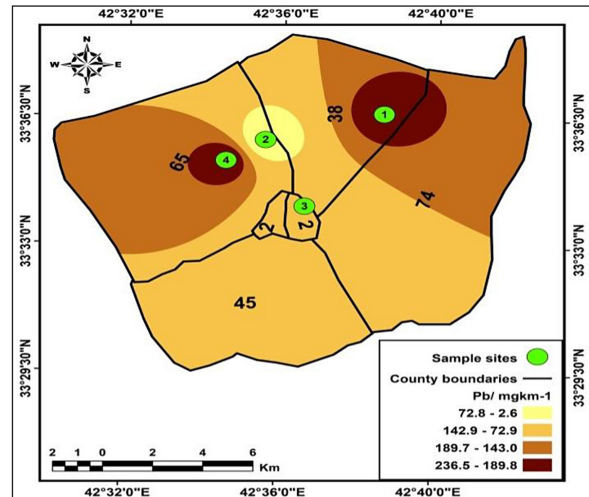 42°32'0"E 42°36'0"E 42°40'0"E
N
W E
S
33°36'30"N
33°36'0"N
38
1
2
65
4
74
3
2
2
33°33'0"N
33°33'0"N
45
Sample sites
County boundaries
Pb/ mgkm-1
72.8 - 2.6
142.9 - 72.9
189.7 - 143.0
236.5 - 189.8
33°29'30"N
33°29'30"N
2 1 0 2 4 6
Km
42°32'0"E 42°36'0"E 42°40'0"E